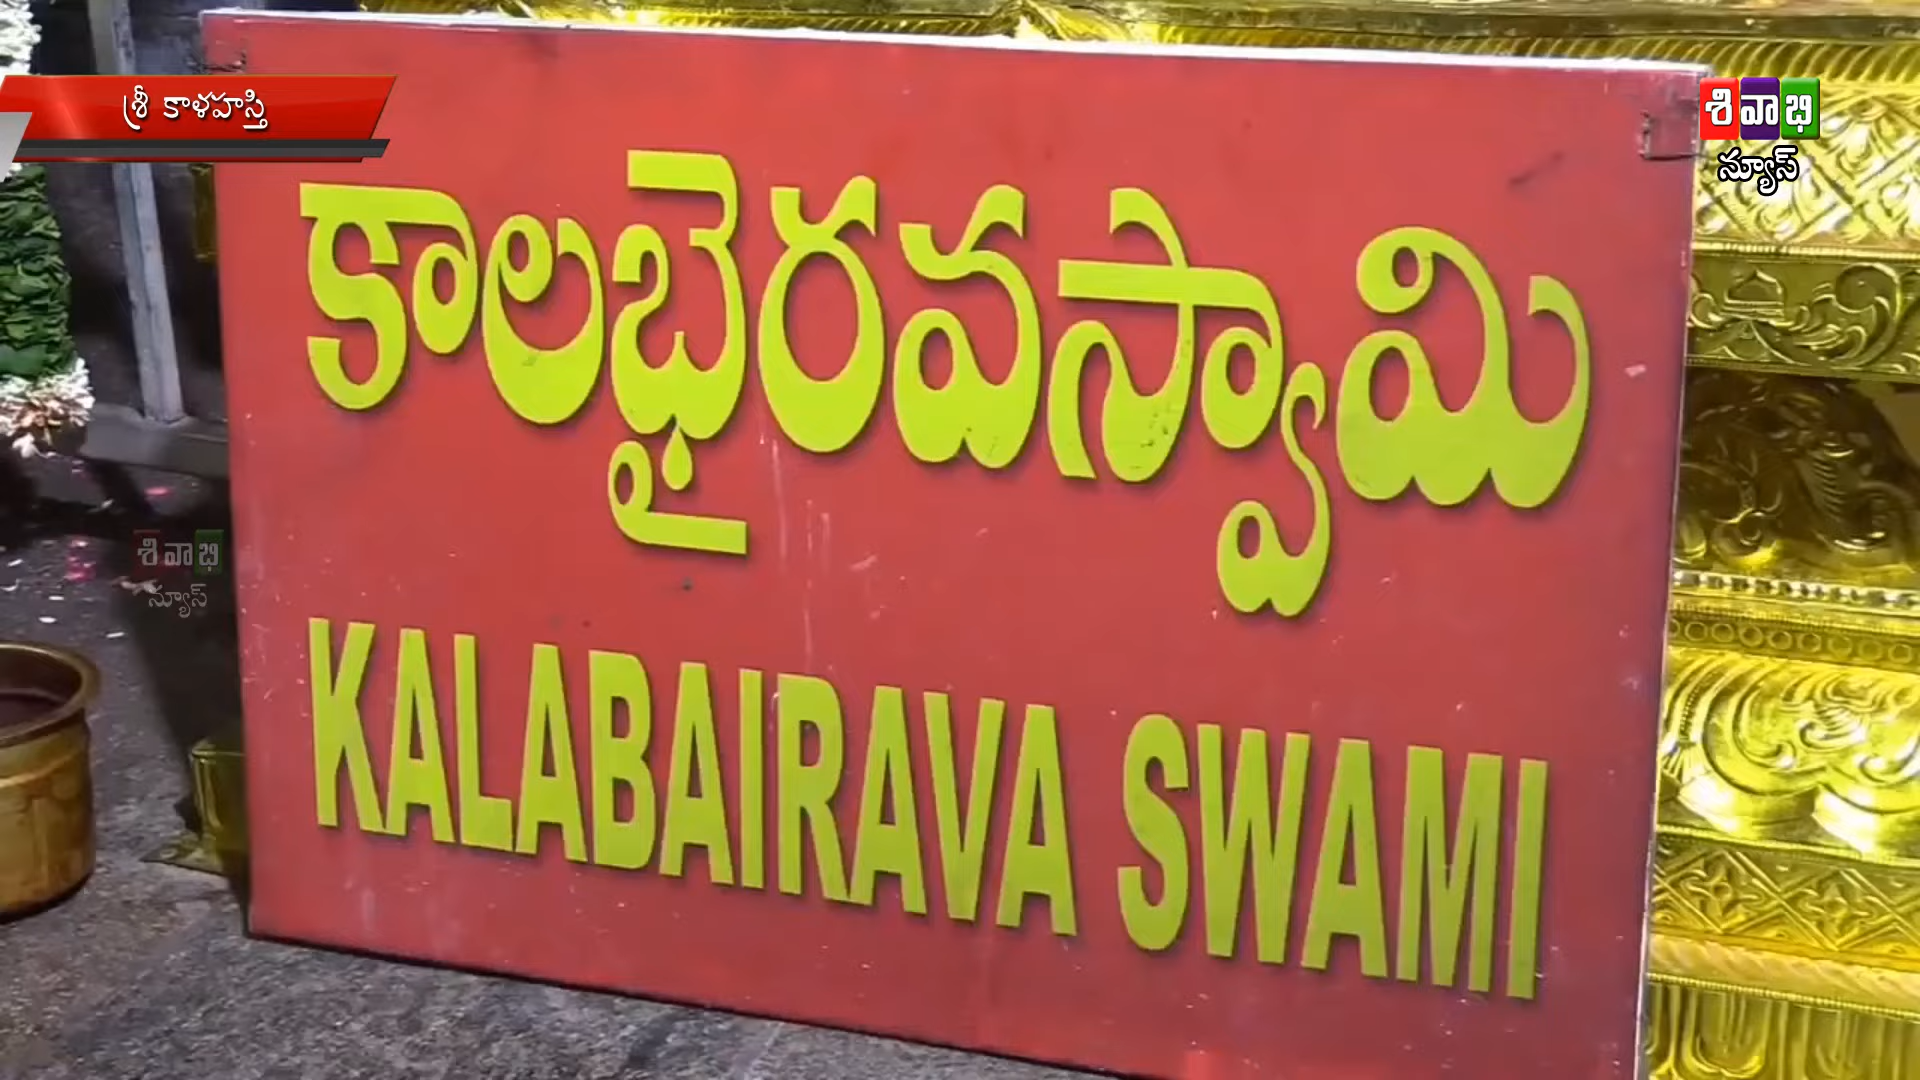 శ్రీ కాళహస్తి
శివాభి
న్యూస్
కాలభైరవస్వామి
శివాభి
న్యూస్
KALABAIRAVA SWAMI